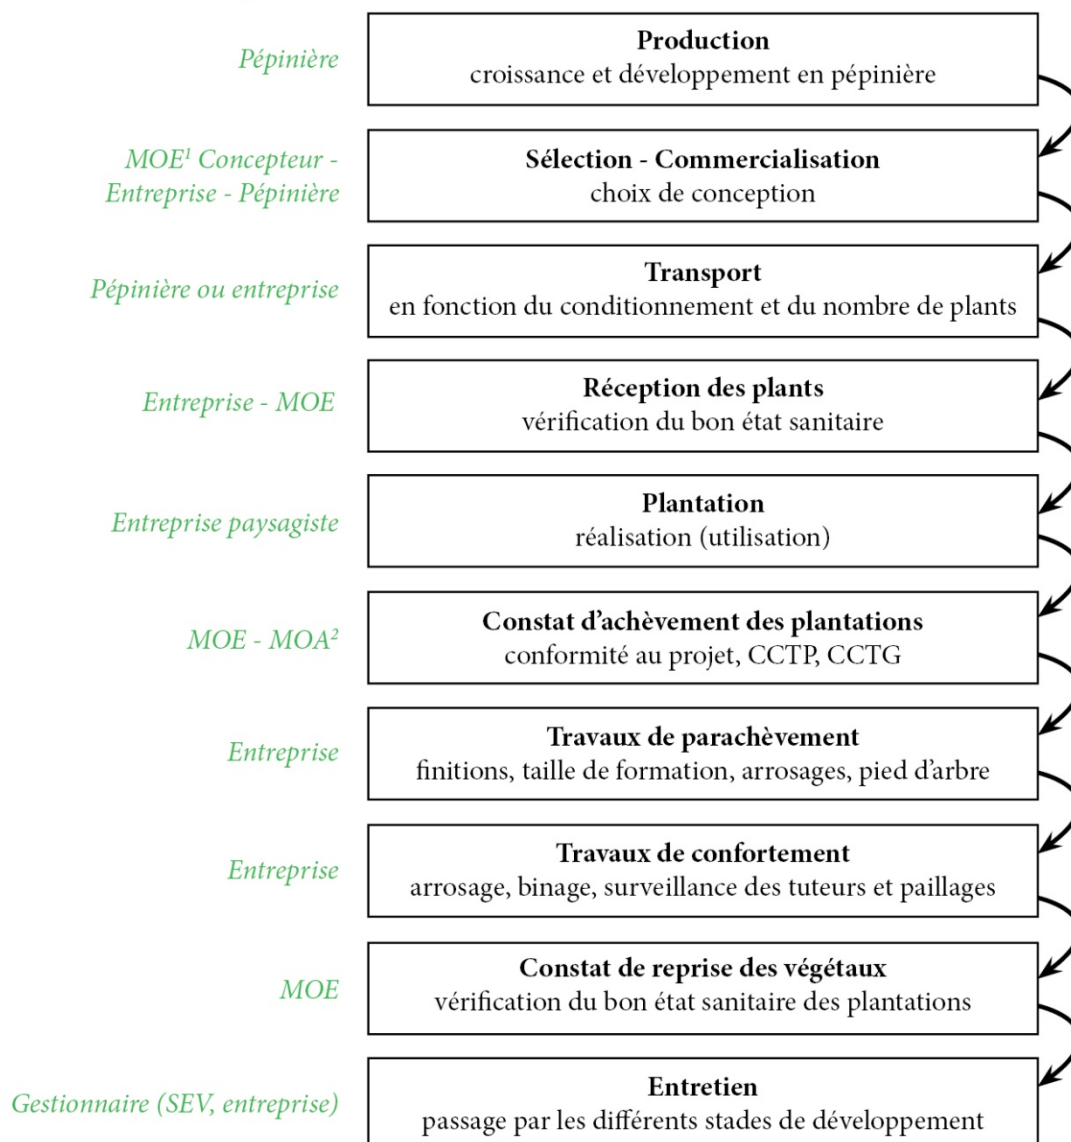 Pépinière
Production
croissance et développement en pépinière
MOE¹ Concepteur -
Entreprise - Pépinière
Sélection - Commercialisation
choix de conception
Pépinière ou entreprise
Transport
en fonction du conditionnement et du nombre de plants
Entreprise - MOE
Réception des plants
vérification du bon état sanitaire
Entreprise paysagiste
Plantation
réalisation (utilisation)
MOE - MOA²
Constat d’achèvement des plantations
conformité au projet, CCTP, CCTG
Entreprise
Travaux de parachèvement
finitions, taille de formation, arrosages, pied d’arbre
Entreprise
Travaux de confortement
arrosage, binage, surveillance des tuteurs et paillages
MOE
Constat de reprise des végétaux
vérification du bon état sanitaire des plantations
Gestionnaire (SEV, entreprise)
Entretien
passage par les différents stades de développement